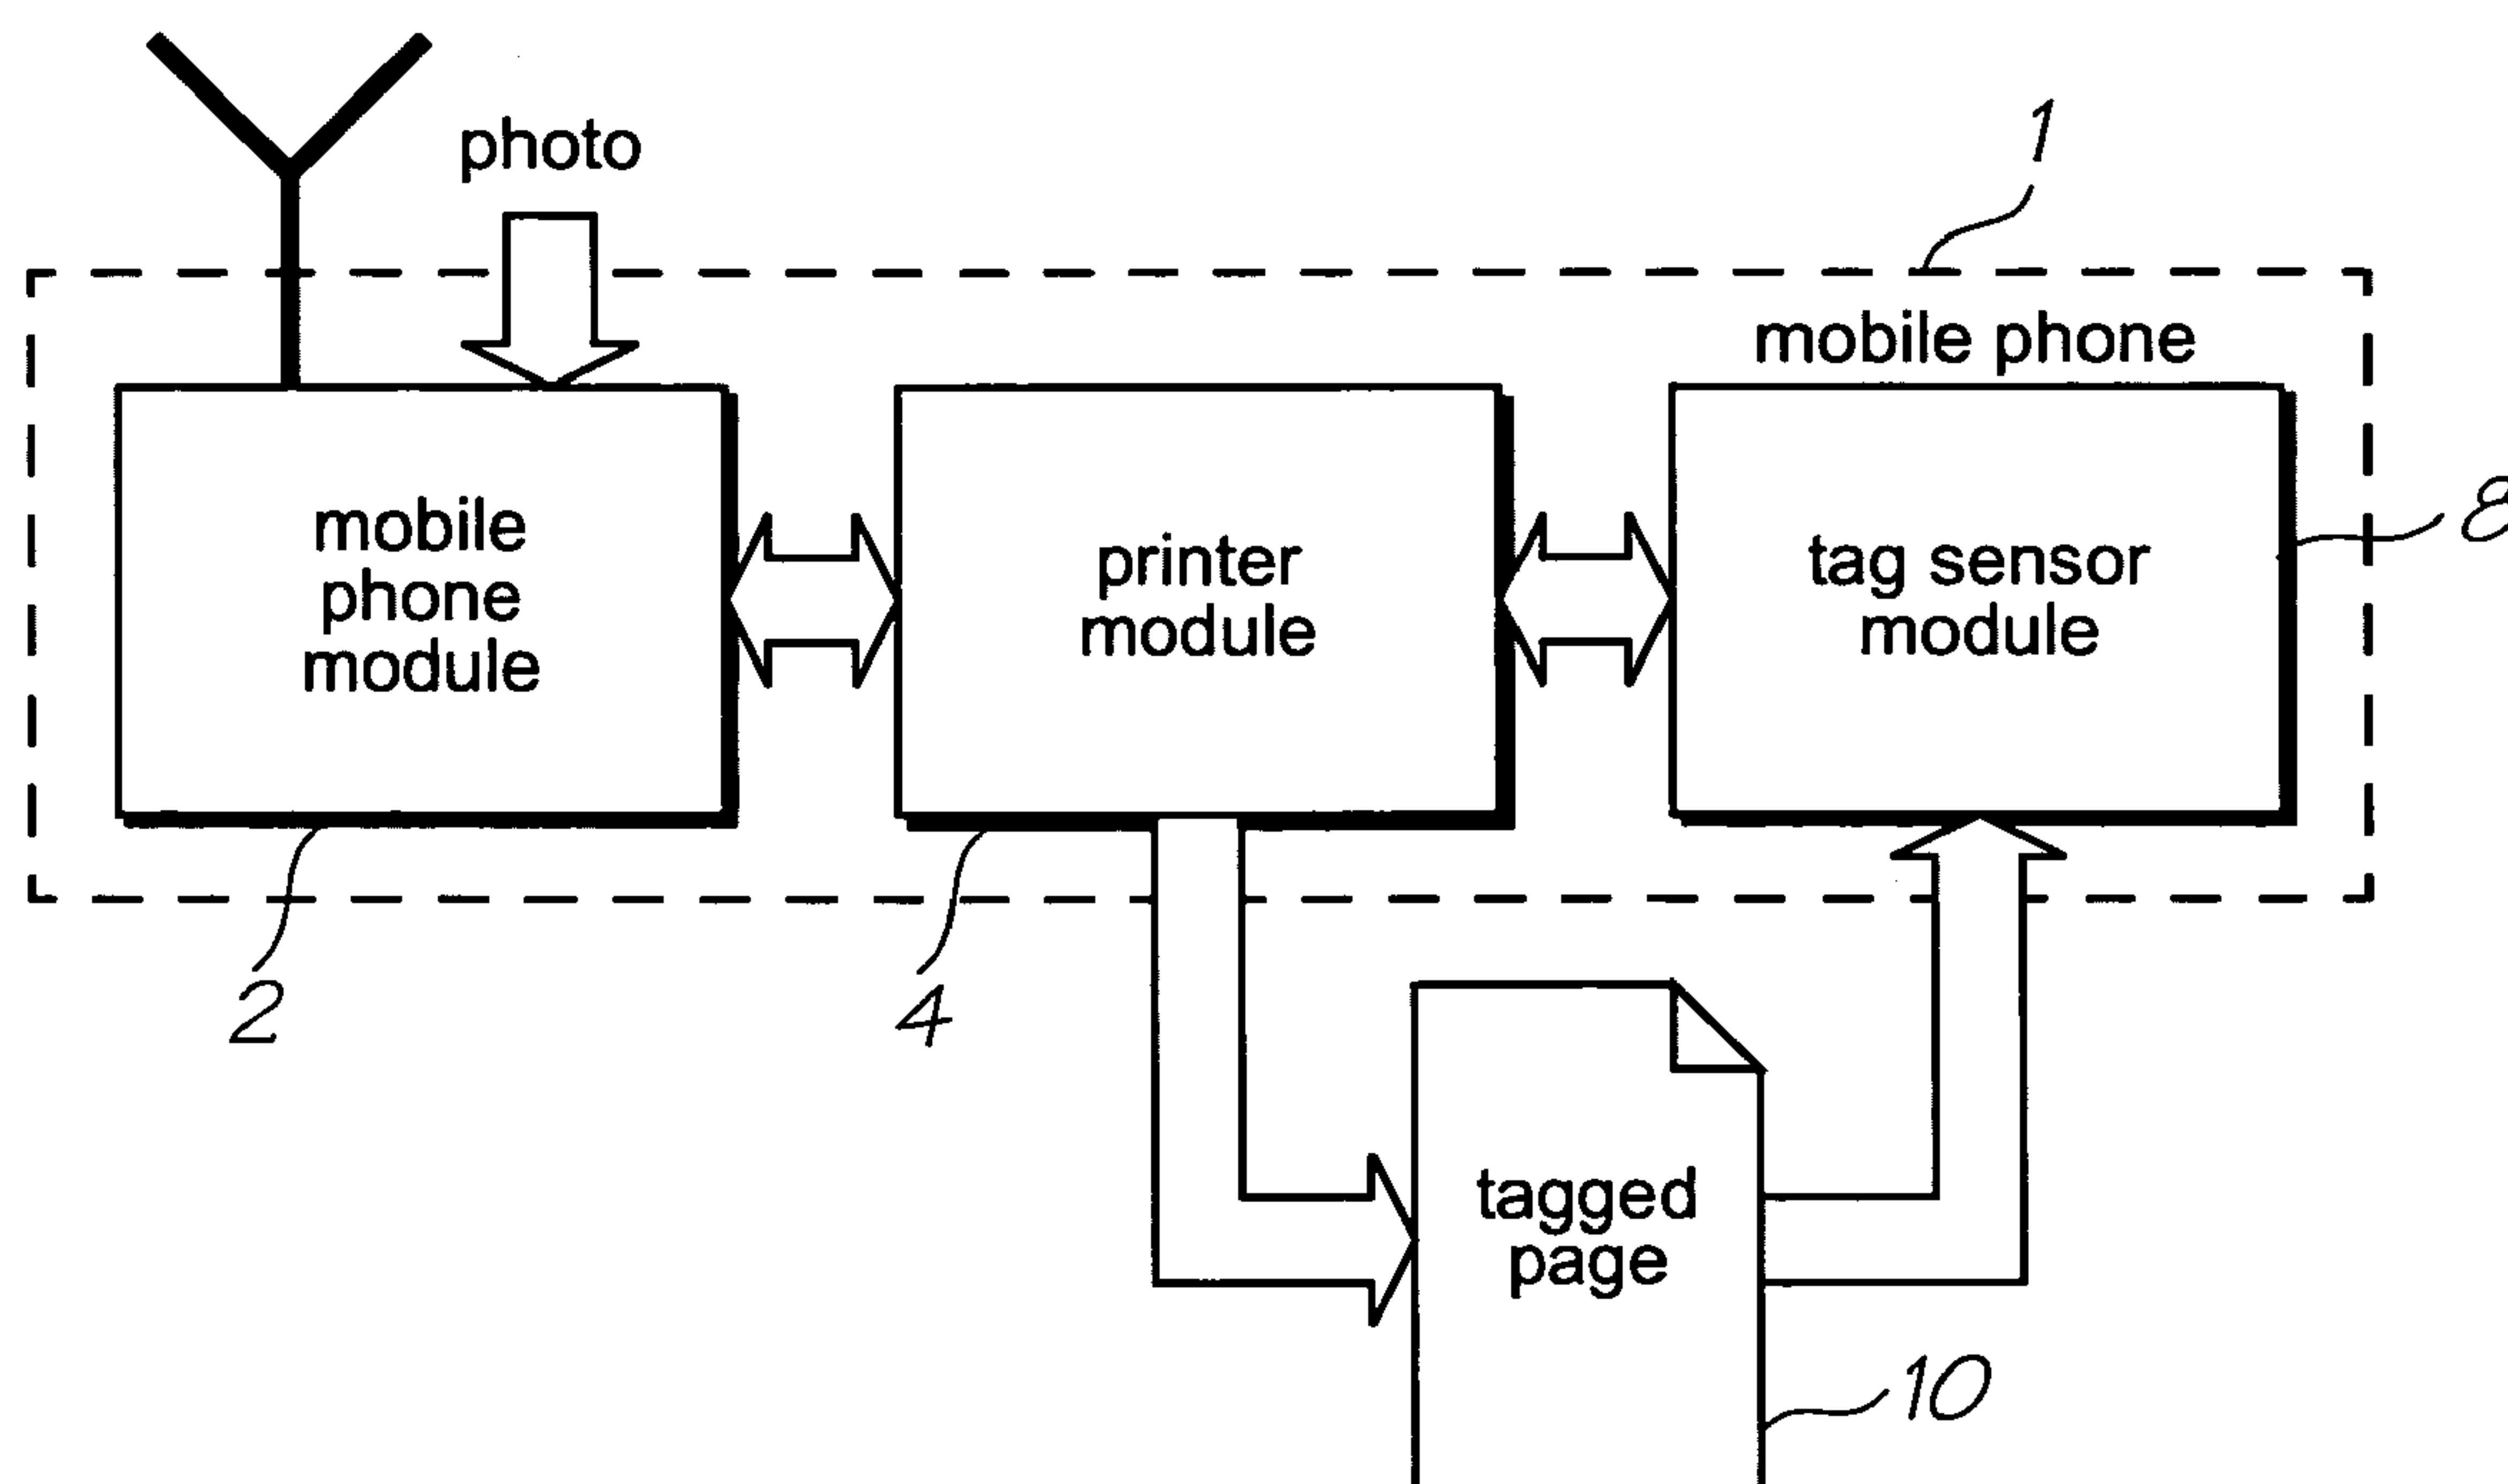 photo
1
mobile phone
mobile
phone
module
printer
module
tag sensor
module
8
2
4
tagged
page
10